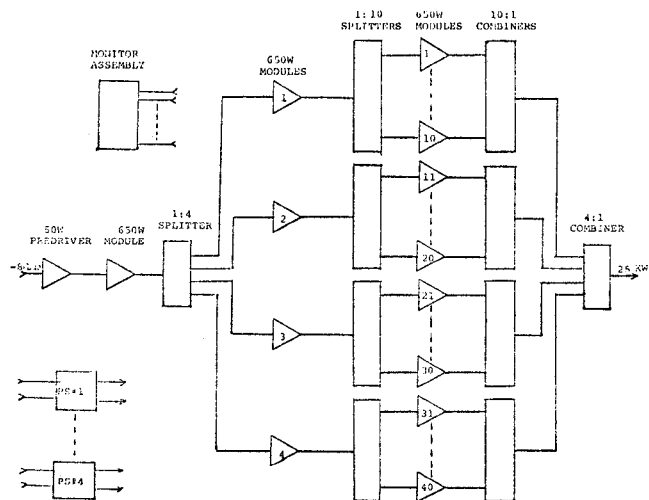 1:10
SPLITTERS
650W
MODULES
10:1
COMBINERS
MONITOR
ASSEMBLY
650W
MODULES
1
1
10
11
1:4
SPLITTER
2
4:1
COMBINER
PREDRIVER
650W
MODULE
20
25 KW
21
3
30
PS#1
31
4
PS#4
40